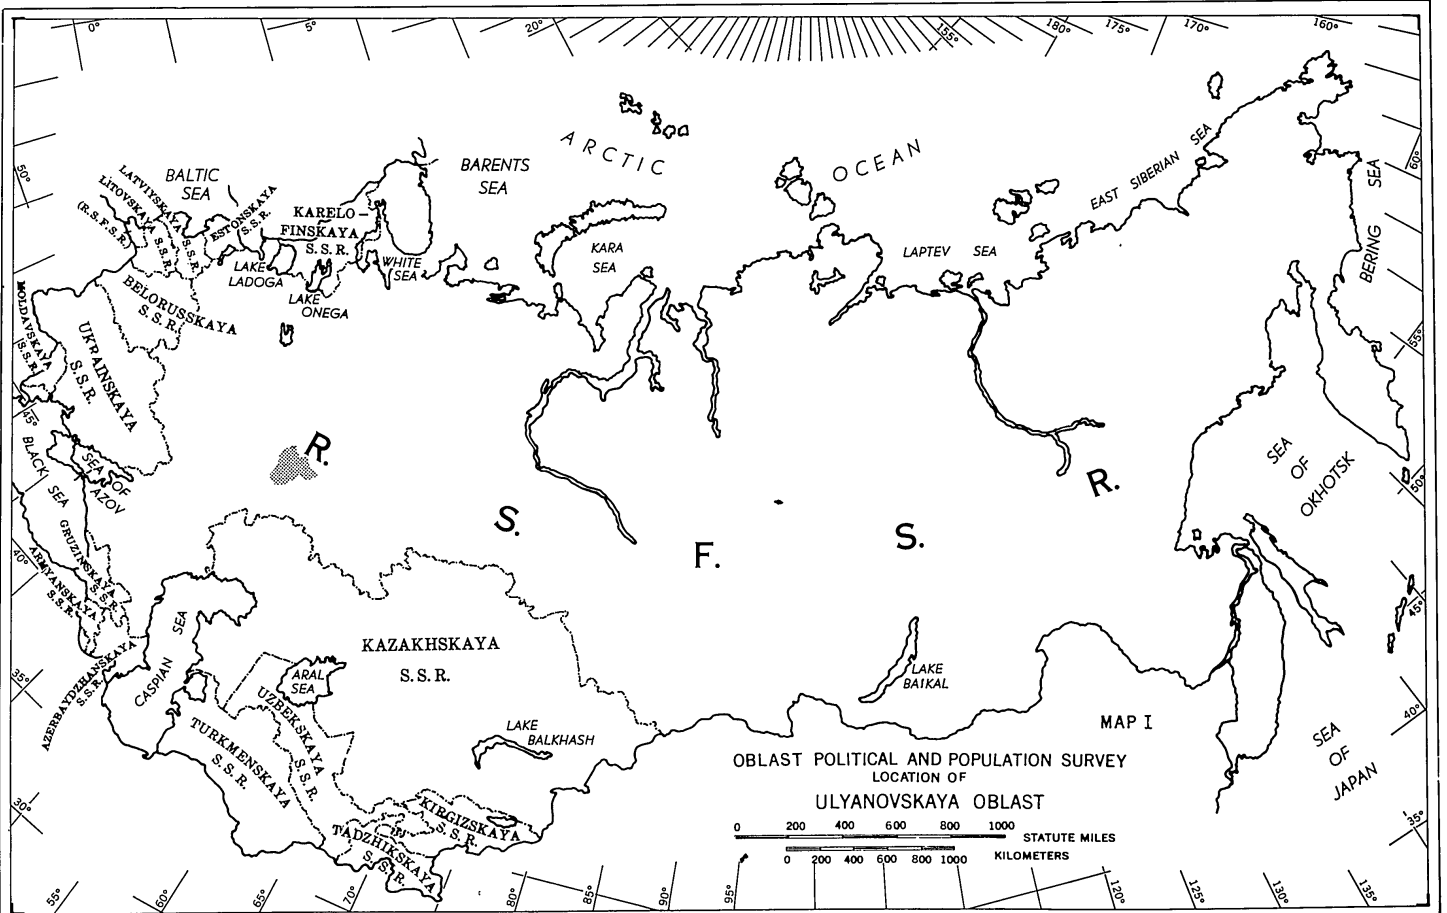 0° 5° 20° 155° 180° 175° 170° 160°
ARCTIC OCEAN
BARENTS
SEA
BALTIC
SEA
EAST SIBERIAN SEA
BERING SEA
60°
50°
LATVIYSKAYA S.S.R.
LITOVSKAYA S.S.R.
(R.S.F.S.R.)
ESTONSKAYA
S.S.R.
KARELO-
FINSKAYA
S.S.R.
WHITE
SEA
KARA
SEA
LAPTEV SEA
LAKE
LADOGA
LAKE
ONEGA
BELORUSSKAYA
S.S.R.
MOLDAVSKAYA
S.S.R.
UKRAINSKAYA
S.S.R.
55°
45°
BLACK SEA
SEA OF
AZOV
R. S. F. S. R.
SEA
OF
OKHOTSK
50°
GRUZINSKAYA
S.S.R.
ARMYANSKAYA
S.S.R.
40°
45°
AZERBAYDZHANSKAYA
S.S.R.
35°
CASPIAN SEA
KAZAKHSKAYA
S.S.R.
ARAL
SEA
UZBEKSKAYA
S.S.R.
TURKMENSKAYA
S.S.R.
LAKE
BALKHASH
LAKE
BAIKAL
40°
SEA
OF
JAPAN
MAP I
KIRGIZSKAYA
S.S.R.
TADZHIKSKAYA
S.S.R.
30°
35°
OBLAST POLITICAL AND POPULATION SURVEY
LOCATION OF
ULYANOVSKAYA OBLAST
0 200 400 600 800 1000
STATUTE MILES
0 200 400 600 800 1000
KILOMETERS
55° 60° 65° 70° 80° 85° 90° 95° 120° 125° 130° 135°